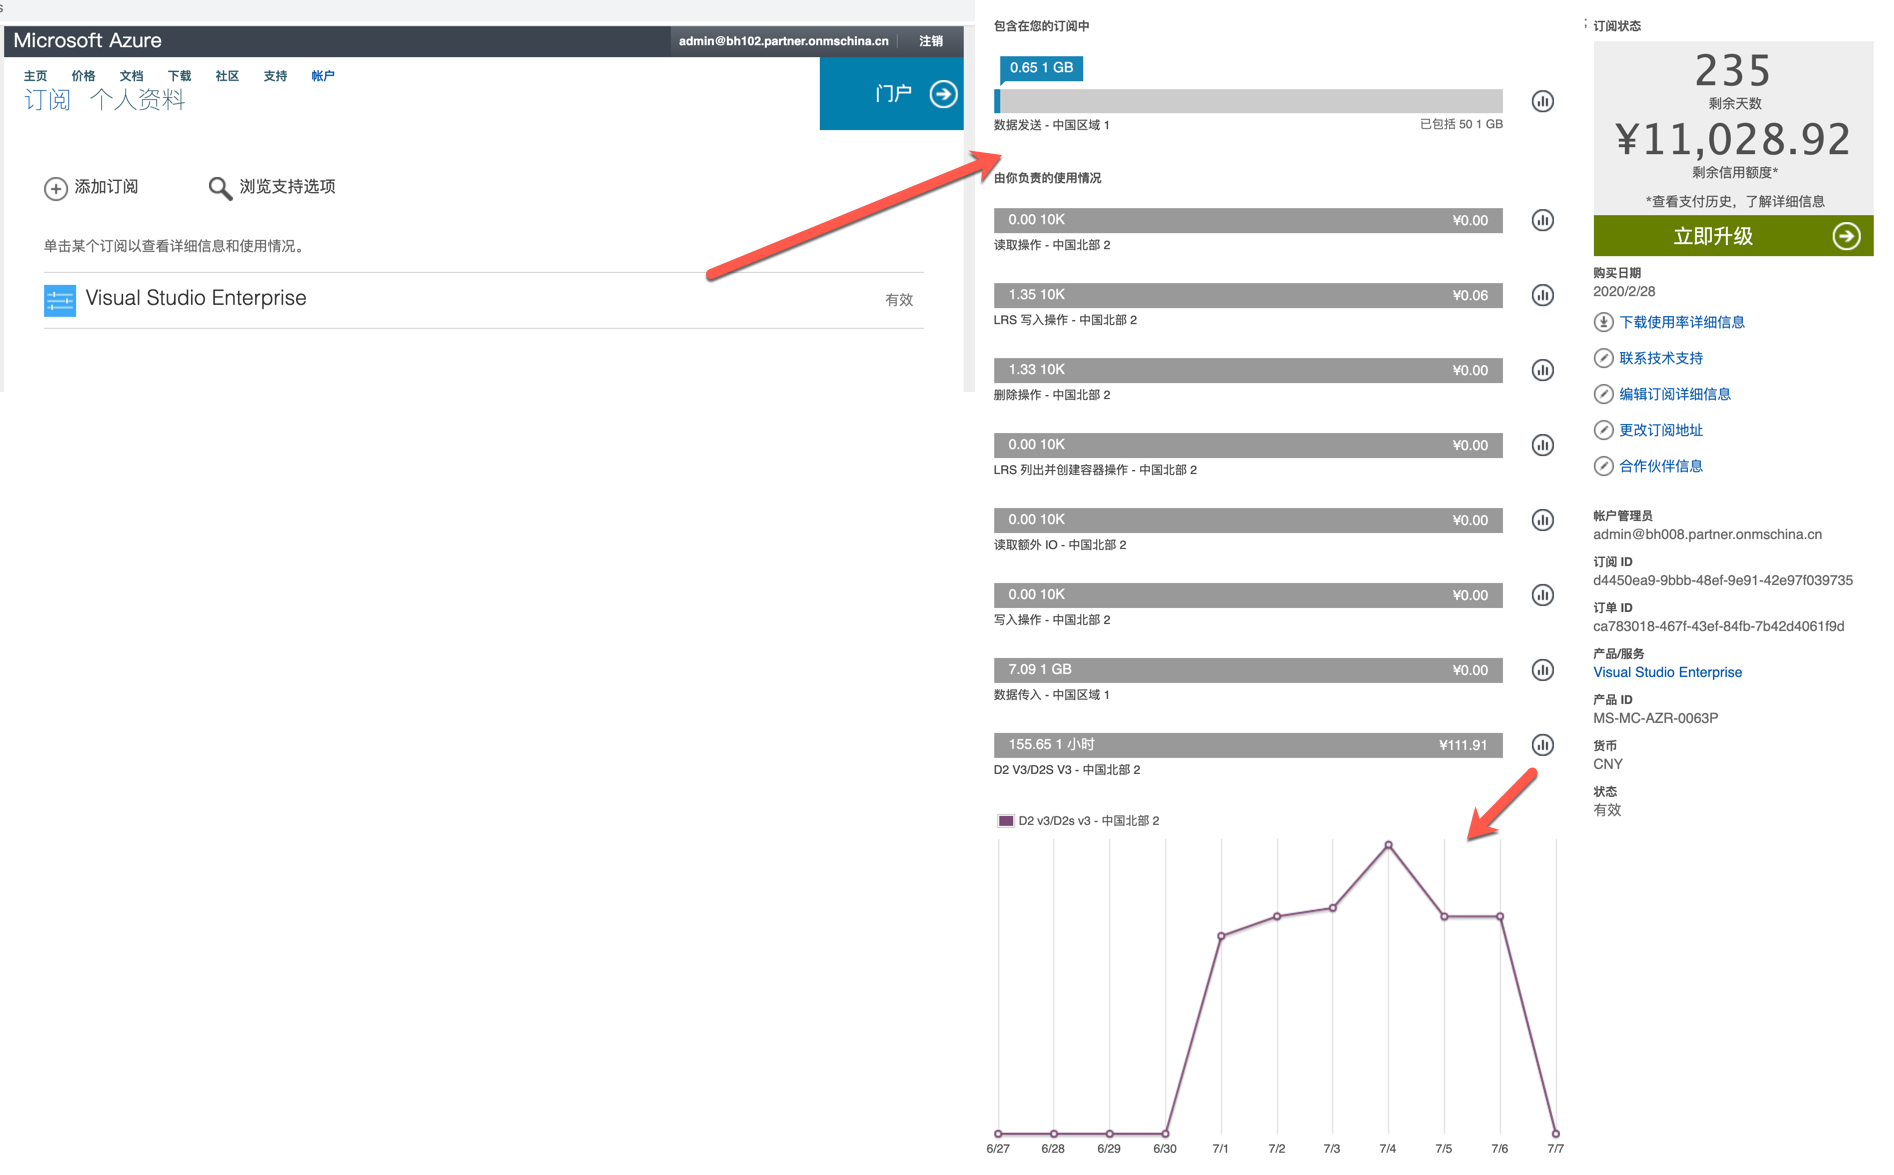 s
Microsoft Azure
admin@bh102.partner.onmschina.cn
注销
主页 价格 文档 下载 社区 支持 帐户
订阅 个人资料
门户
添加订阅
浏览支持选项
单击某个订阅以查看详细信息和使用情况。
Visual Studio Enterprise
有效
包含在您的订阅中
0.65 1 GB
数据发送 - 中国区域 1
已包括 50 1 GB
由你负责的使用情况
0.00 10K
¥0.00
读取操作 - 中国北部 2
1.35 10K
¥0.06
LRS 写入操作 - 中国北部 2
1.33 10K
¥0.00
删除操作 - 中国北部 2
0.00 10K
¥0.00
LRS 列出并创建容器操作 - 中国北部 2
0.00 10K
¥0.00
读取额外 IO - 中国北部 2
0.00 10K
¥0.00
写入操作 - 中国北部 2
7.09 1 GB
¥0.00
数据传入 - 中国区域 1
155.65 1 小时
¥111.91
D2 V3/D2S V3 - 中国北部 2
D2 v3/D2s v3 - 中国北部 2
6/27 6/28 6/29 6/30 7/1 7/2 7/3 7/4 7/5 7/6 7/7
订阅状态
235
剩余天数
¥11,028.92
剩余信用额度*
*查看支付历史，了解详细信息
立即升级
购买日期
2020/2/28
下载使用率详细信息
联系技术支持
编辑订阅详细信息
更改订阅地址
合作伙伴信息
帐户管理员
admin@bh008.partner.onmschina.cn
订阅 ID
d4450ea9-9bbb-48ef-9e91-42e97f039735
订单 ID
ca783018-467f-43ef-84fb-7b42d4061f9d
产品/服务
Visual Studio Enterprise
产品 ID
MS-MC-AZR-0063P
货币
CNY
状态
有效